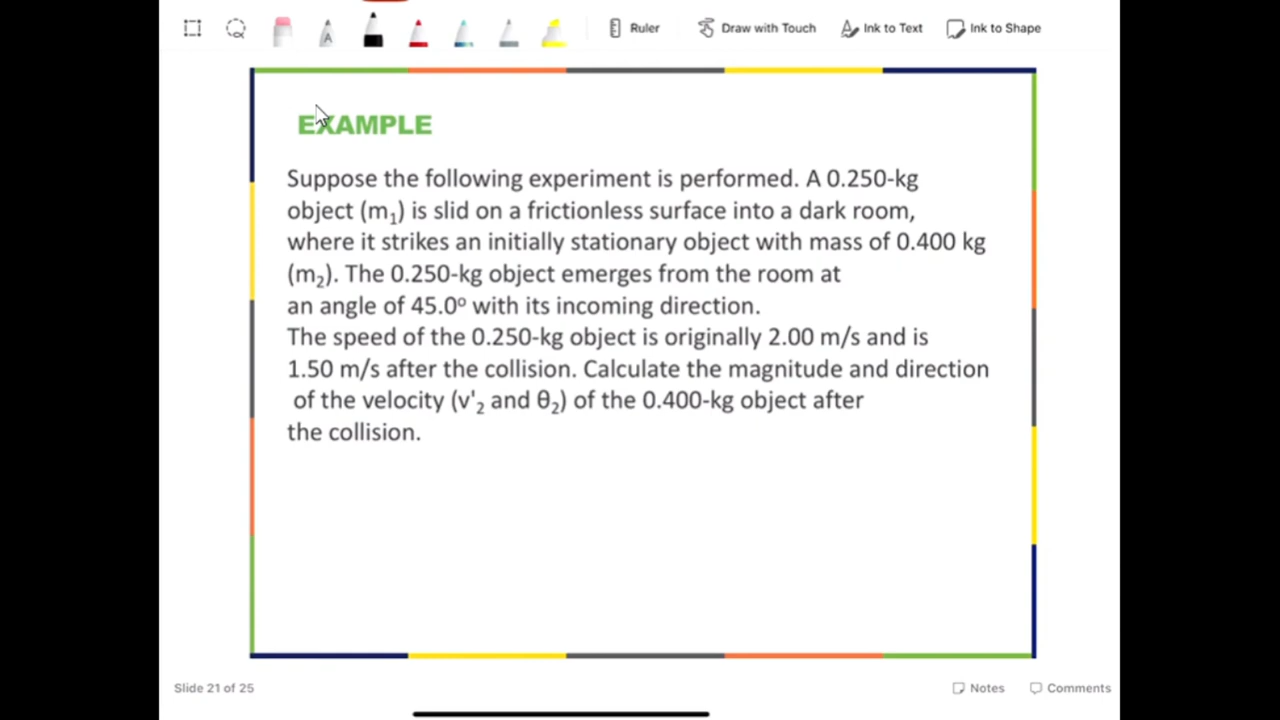 Ruler Draw with Touch Ink to Text Ink to Shape
A
EXAMPLE
Suppose the following experiment is performed. A 0.250-kg
object (m₁) is slid on a frictionless surface into a dark room,
where it strikes an initially stationary object with mass of 0.400 kg
(m₂). The 0.250-kg object emerges from the room at
an angle of 45.0º with its incoming direction.
The speed of the 0.250-kg object is originally 2.00 m/s and is
1.50 m/s after the collision. Calculate the magnitude and direction
of the velocity (v'₂ and θ₂) of the 0.400-kg object after
the collision.
Slide 21 of 25 Notes Comments